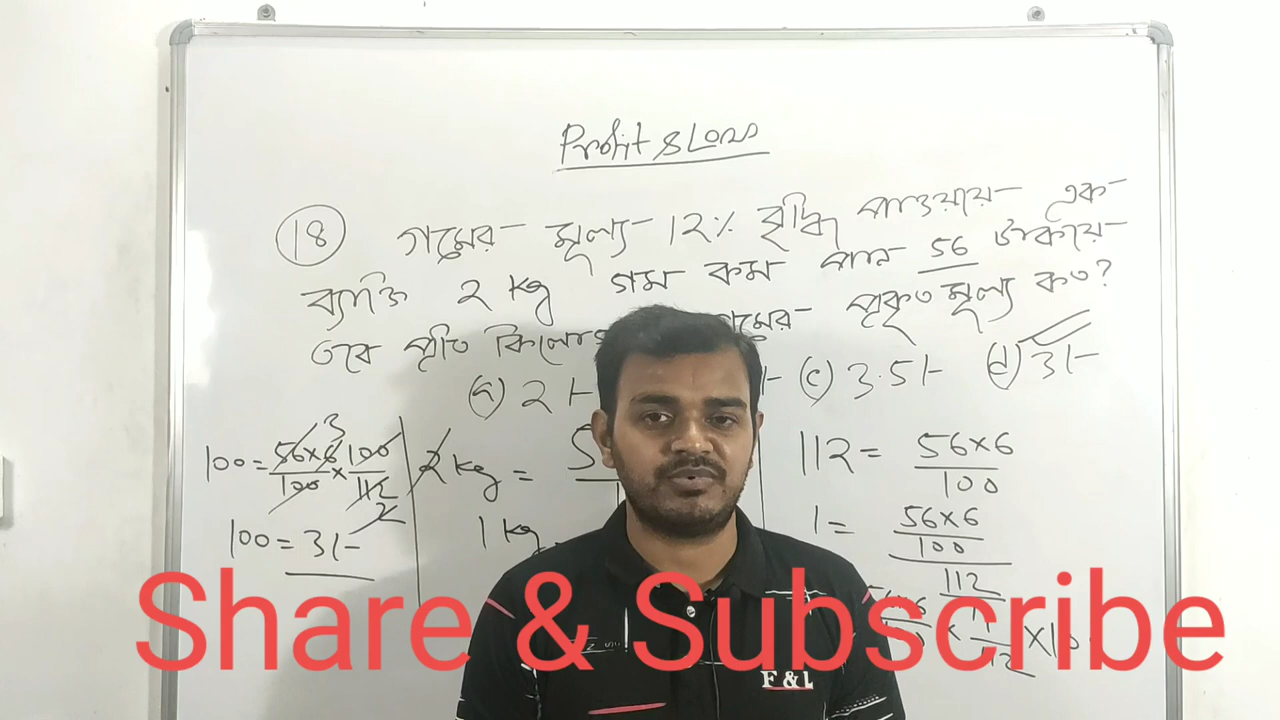 Profit & Loss
(18) গমের মূল্য 12% বৃদ্ধি পাওয়ায় এক
ব্যাক্তি 2 kg গম কম পান 56 টাকায়
তবে প্রতি গমের প্রকৃত মূল্য কত?
(a) 2/- (c) 3.5/- (d) 3/-
100 = 56×6/100 × 100/112
3
2
100 = 3/-
2 kg =
1 kg
112 = 56×6/100
1 = 56×6/100
112
Share & Subscribe
F & L